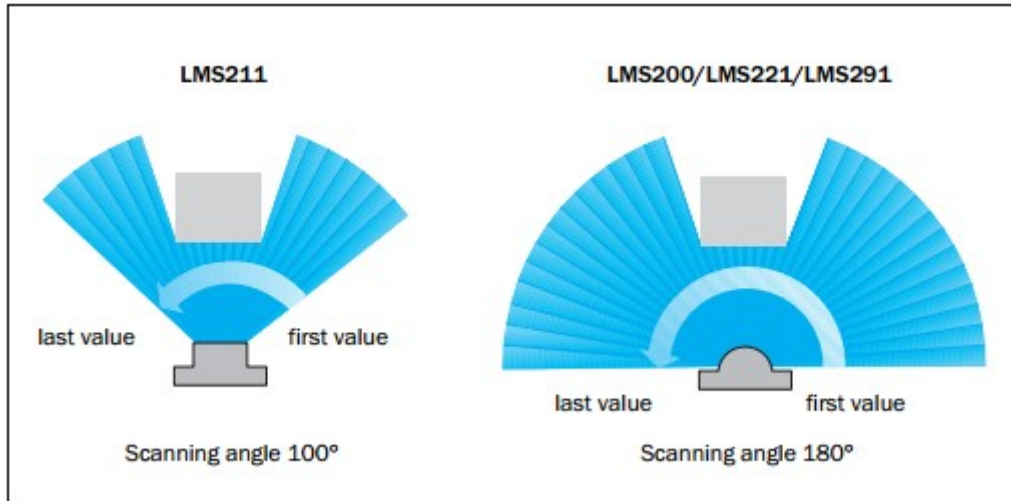 LMS211
LMS200/LMS221/LMS291
last value
first value
last value
first value
Scanning angle 100°
Scanning angle 180°